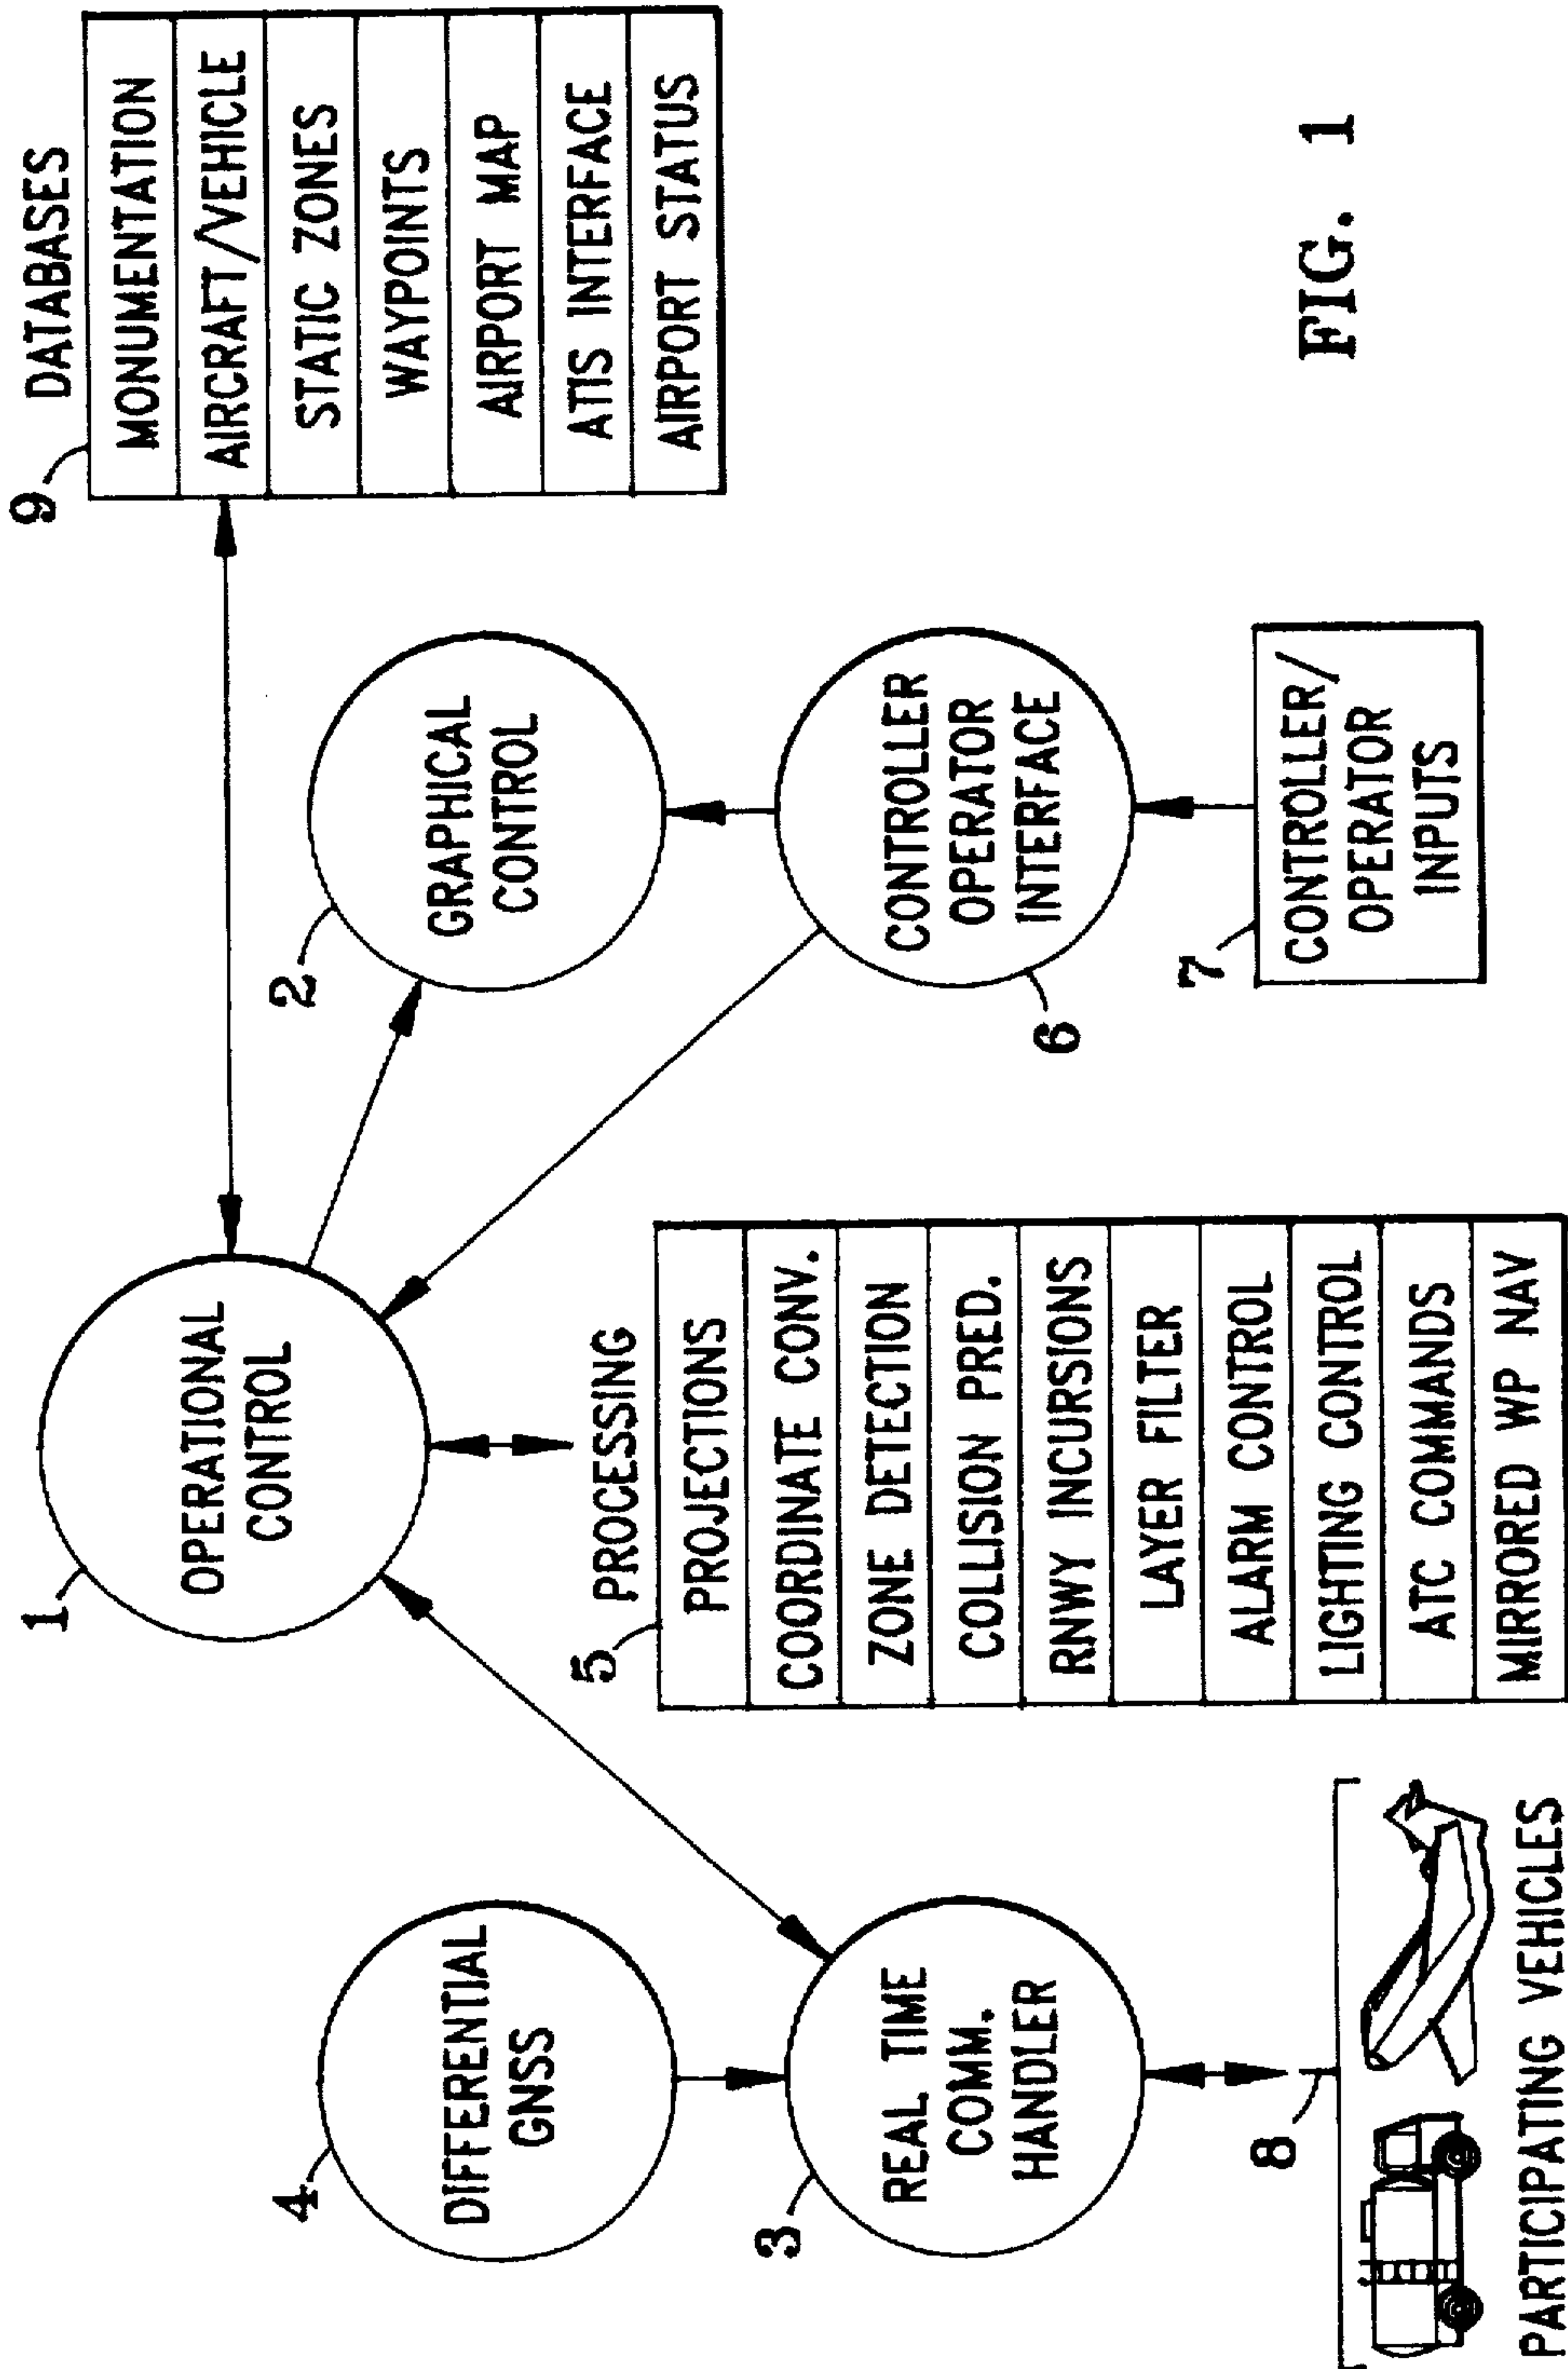 1
OPERATIONAL
CONTROL
9
DATABASES
MONUMENTATION
AIRCRAFT/VEHICLE
STATIC ZONES
WAYPOINTS
AIRPORT MAP
ATIS INTERFACE
AIRPORT STATUS
4
DIFFERENTIAL
GNSS
2
GRAPHICAL
CONTROL
3
REAL TIME
COMM.
HANDLER
5
PROCESSING
PROJECTIONS
COORDINATE CONV.
ZONE DETECTION
COLLISION PRED.
RNWY INCURSIONS
LAYER FILTER
ALARM CONTROL
LIGHTING CONTROL
ATC COMMANDS
MIRRORED WP NAV
6
CONTROLLER
OPERATOR
INTERFACE
7
CONTROLLER/
OPERATOR
INPUTS
8
PARTICIPATING VEHICLES
FIG. 1